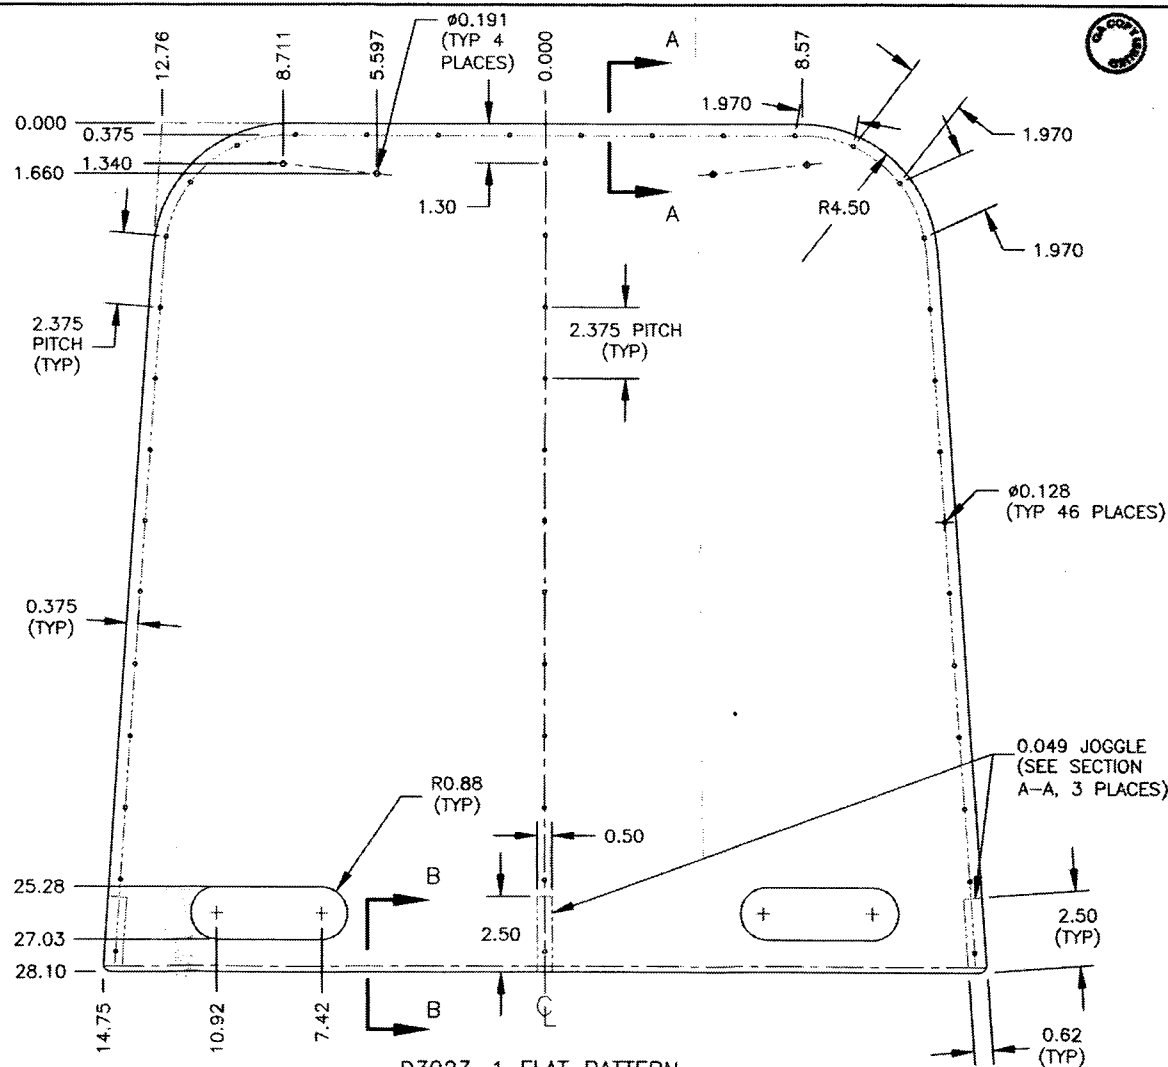 12.76
8.711
5.597
0.000
8.57
ø0.191
(TYP 4
PLACES)
A
1.970
0.000
0.375
1.340
1.660
1.30
A
R4.50
1.970
1.970
2.375
PITCH
(TYP)
2.375 PITCH
(TYP)
ø0.128
(TYP 46 PLACES)
0.375
(TYP)
R0.88
(TYP)
0.50
0.049 JOGGLE
(SEE SECTION
A-A, 3 PLACES)
25.28
27.03
28.10
B
2.50
2.50
(TYP)
14.75
10.92
7.42
B
CL
0.62
(TYP)